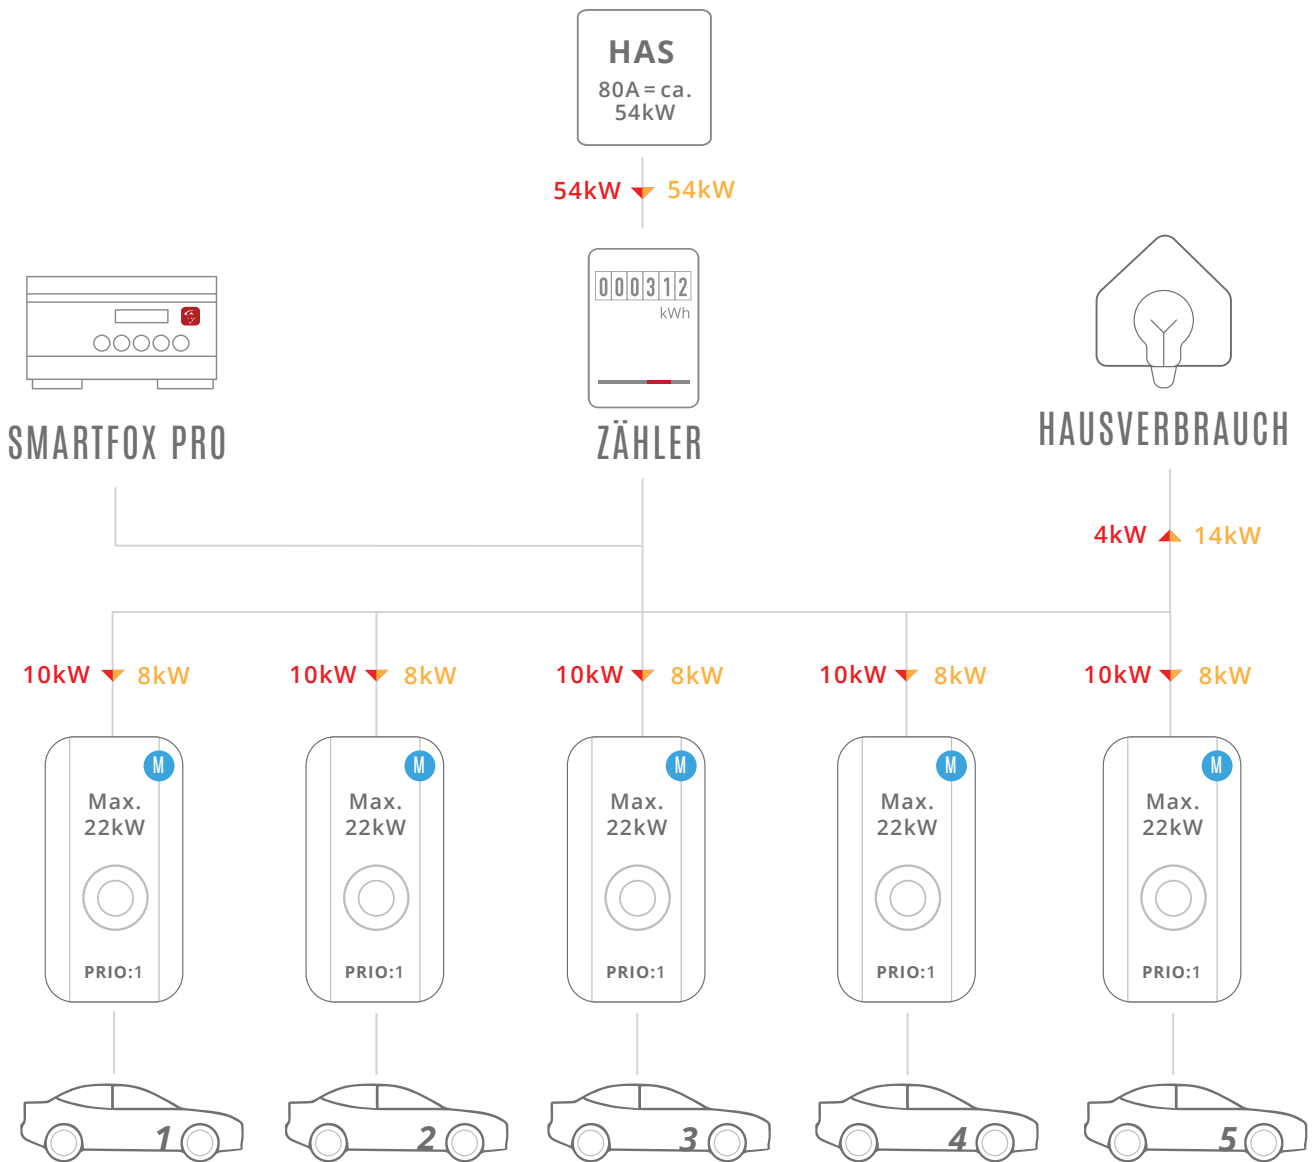 HAS
80A = ca.
54kW
54kW 54kW
000312
kWh
SMARTFOX PRO
ZÄHLER
HAUSVERBRAUCH
4kW 14kW
10kW 8kW
10kW 8kW
10kW 8kW
10kW 8kW
10kW 8kW
M
Max.
22kW
PRIO:1
M
Max.
22kW
PRIO:1
M
Max.
22kW
PRIO:1
M
Max.
22kW
PRIO:1
M
Max.
22kW
PRIO:1
1
2
3
4
5